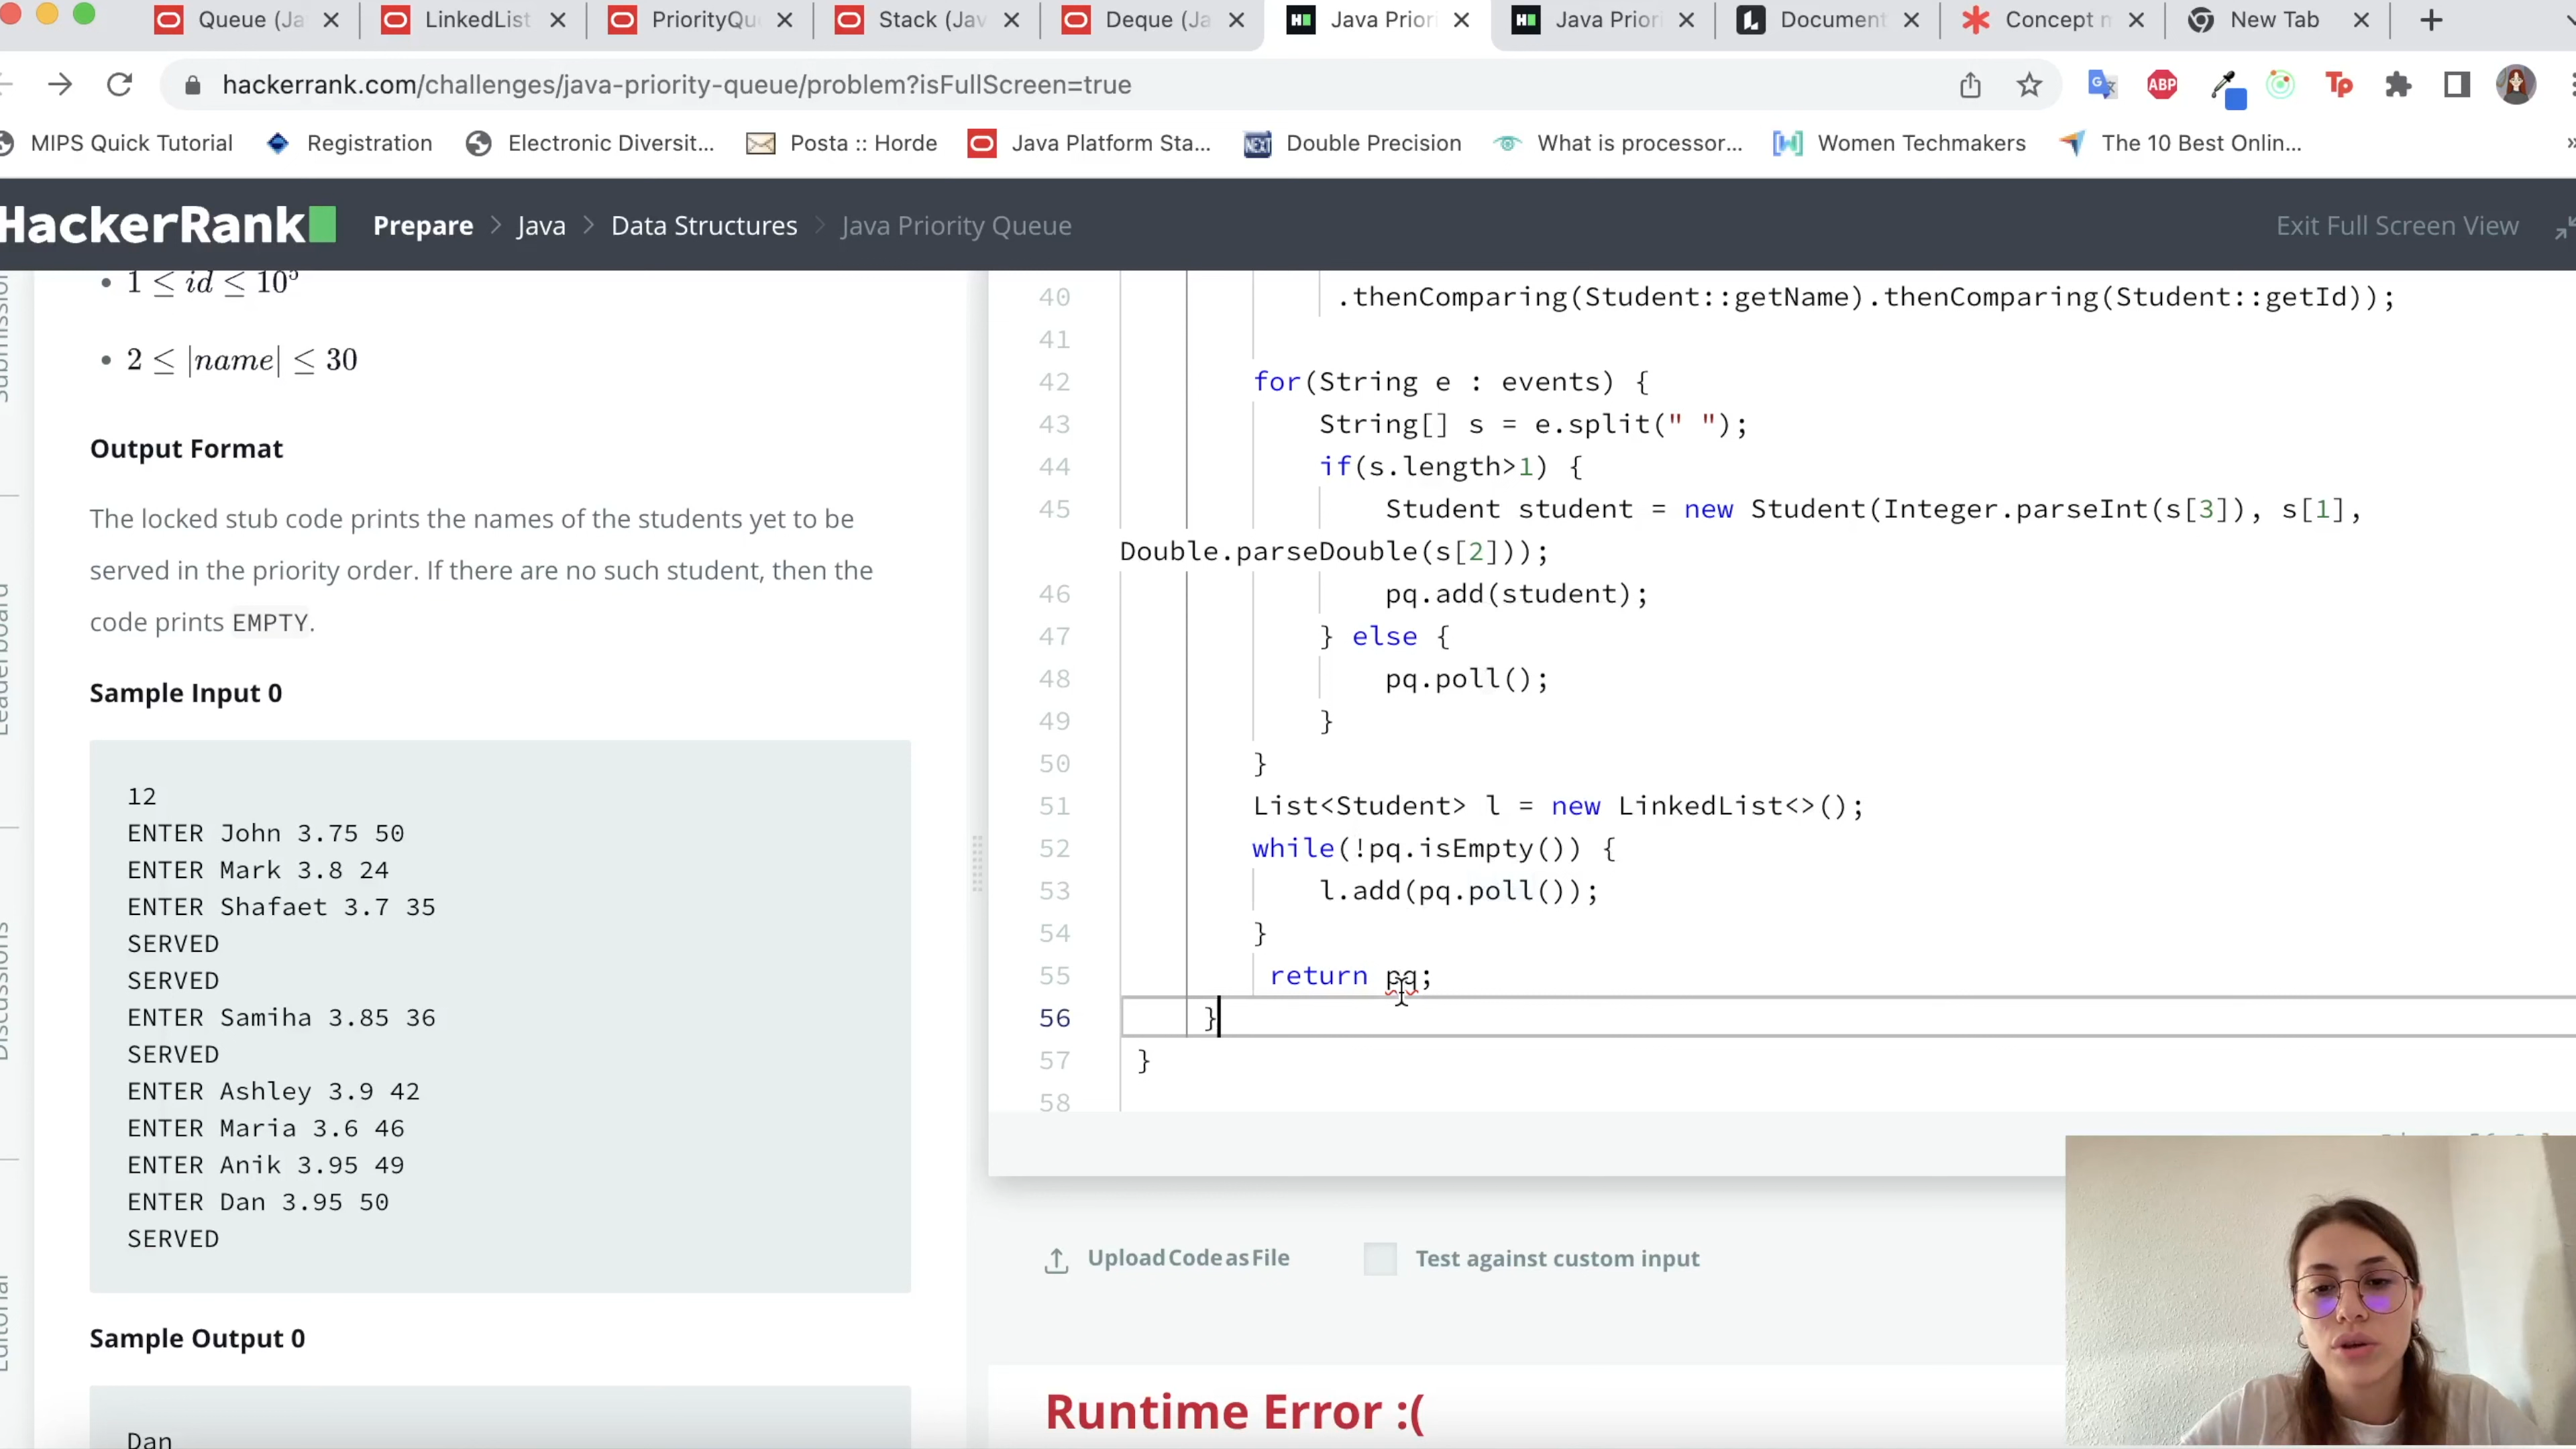 Queue (Ja
LinkedList
PriorityQu
Stack (Jav
Deque (Ja
Java Prior
Java Prior
Document
Concept m
New Tab
hackerrank.com/challenges/java-priority-queue/problem?isFullScreen=true
ABP
Tp
MIPS Quick Tutorial
Registration
Electronic Diversit...
Posta :: Horde
Java Platform Sta...
NEXT
Double Precision
What is processor...
Women Techmakers
The 10 Best Onlin...
HackerRank
Prepare > Java > Data Structures > Java Priority Queue
Exit Full Screen View
Submission
Leaderboard
Discussions
Editorial
• 1 ≤ id ≤ 10⁵
• 2 ≤ |name| ≤ 30
Output Format
The locked stub code prints the names of the students yet to be
served in the priority order. If there are no such student, then the
code prints EMPTY.
Sample Input 0
12
ENTER John 3.75 50
ENTER Mark 3.8 24
ENTER Shafaet 3.7 35
SERVED
SERVED
ENTER Samiha 3.85 36
SERVED
ENTER Ashley 3.9 42
ENTER Maria 3.6 46
ENTER Anik 3.95 49
ENTER Dan 3.95 50
SERVED
Sample Output 0
Dan
40 .thenComparing(Student::getName).thenComparing(Student::getId));
41
42 for(String e : events) {
43 String[] s = e.split(" ");
44 if(s.length>1) {
45 Student student = new Student(Integer.parseInt(s[3]), s[1],
Double.parseDouble(s[2]));
46 pq.add(student);
47 } else {
48 pq.poll();
49 }
50 }
51 List<Student> l = new LinkedList<>();
52 while(!pq.isEmpty()) {
53 l.add(pq.poll());
54 }
55 return pq;
56 }
57 }
58
Upload Code as File
Test against custom input
Runtime Error :(